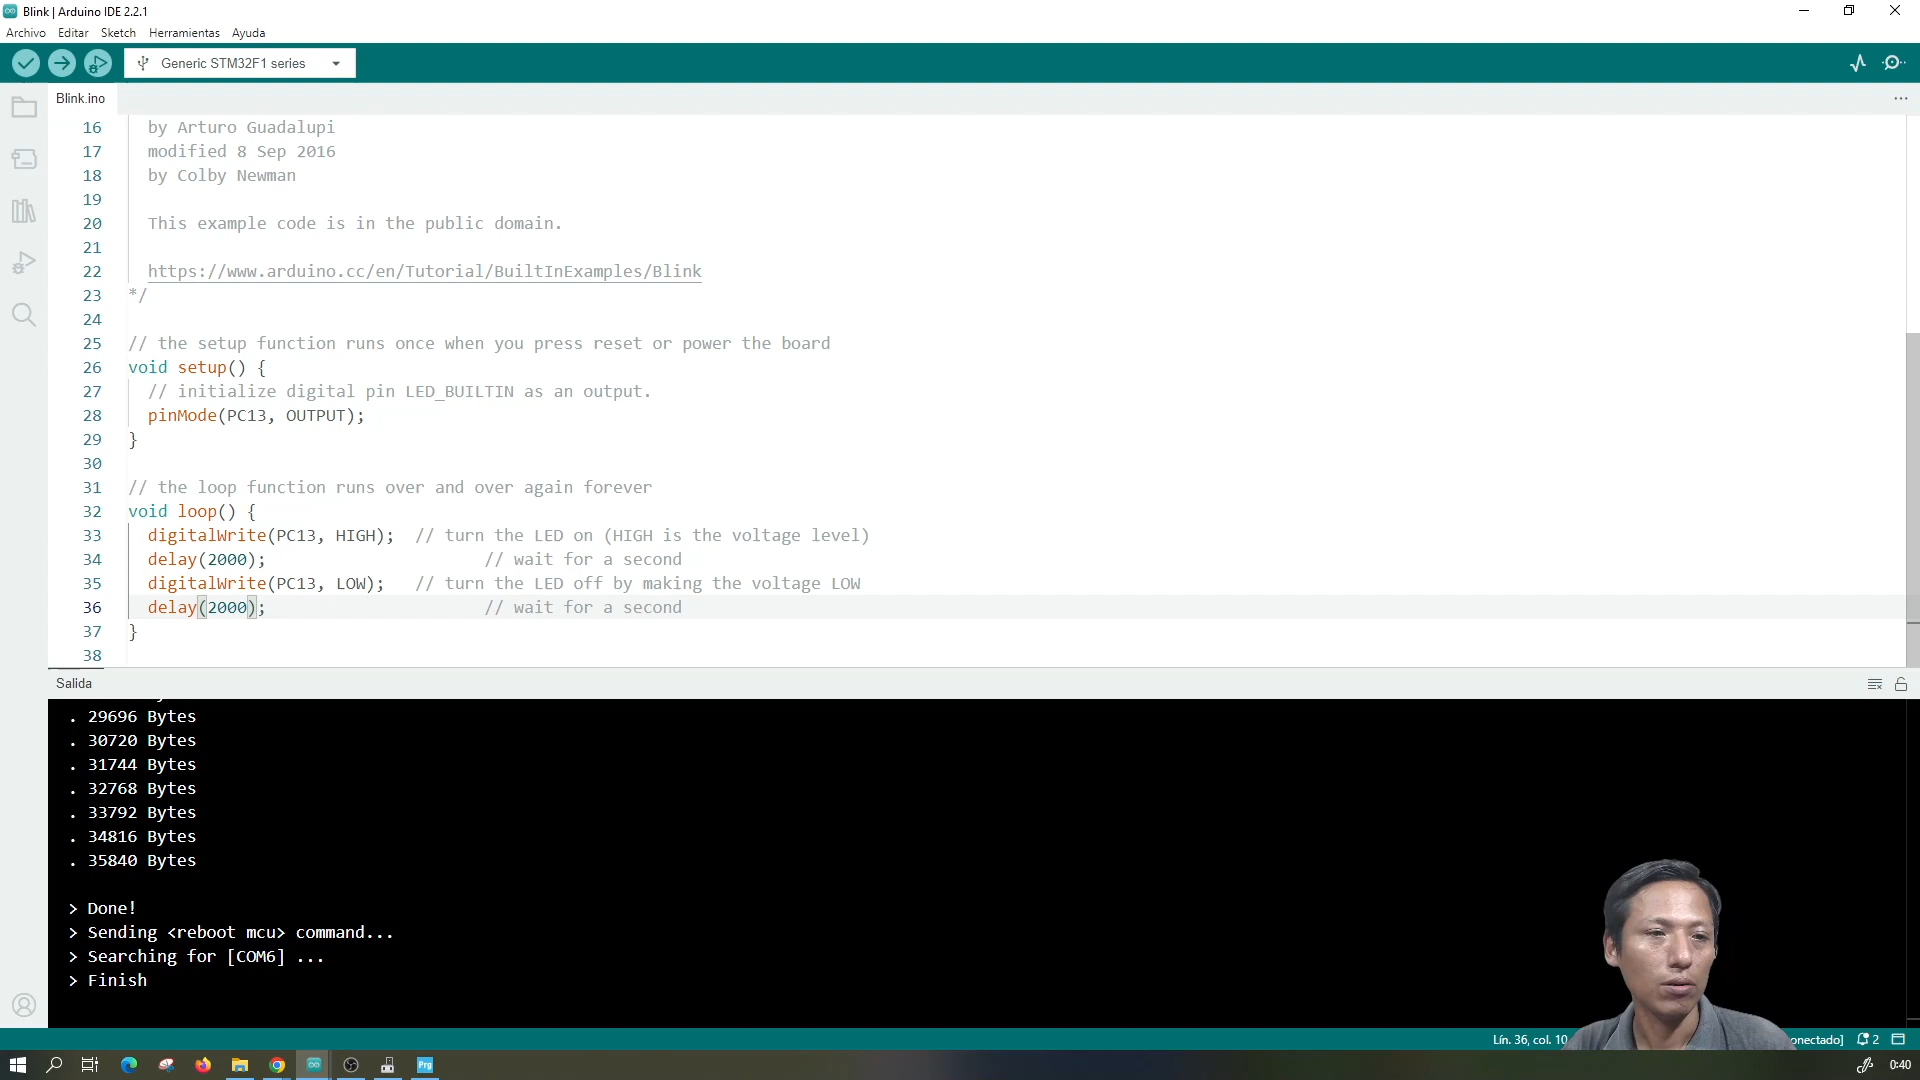 Blink | Arduino IDE 2.2.1
Archivo Editar Sketch Herramientas Ayuda
Generic STM32F1 series
Blink.ino
16 by Arturo Guadalupi
17 modified 8 Sep 2016
18 by Colby Newman
19
20 This example code is in the public domain.
21
22 https://www.arduino.cc/en/Tutorial/BuiltInExamples/Blink
23 */
24
25 // the setup function runs once when you press reset or power the board
26 void setup() {
27 // initialize digital pin LED_BUILTIN as an output.
28 pinMode(PC13, OUTPUT);
29 }
30
31 // the loop function runs over and over again forever
32 void loop() {
33 digitalWrite(PC13, HIGH); // turn the LED on (HIGH is the voltage level)
34 delay(2000); // wait for a second
35 digitalWrite(PC13, LOW); // turn the LED off by making the voltage LOW
36 delay(2000); // wait for a second
37 }
38
Salida
. 29696 Bytes
. 30720 Bytes
. 31744 Bytes
. 32768 Bytes
. 33792 Bytes
. 34816 Bytes
. 35840 Bytes
> Done!
> Sending <reboot mcu> command...
> Searching for [COM6] ...
> Finish
Lín. 36, col. 10 onectado] 2
Prg
0:40